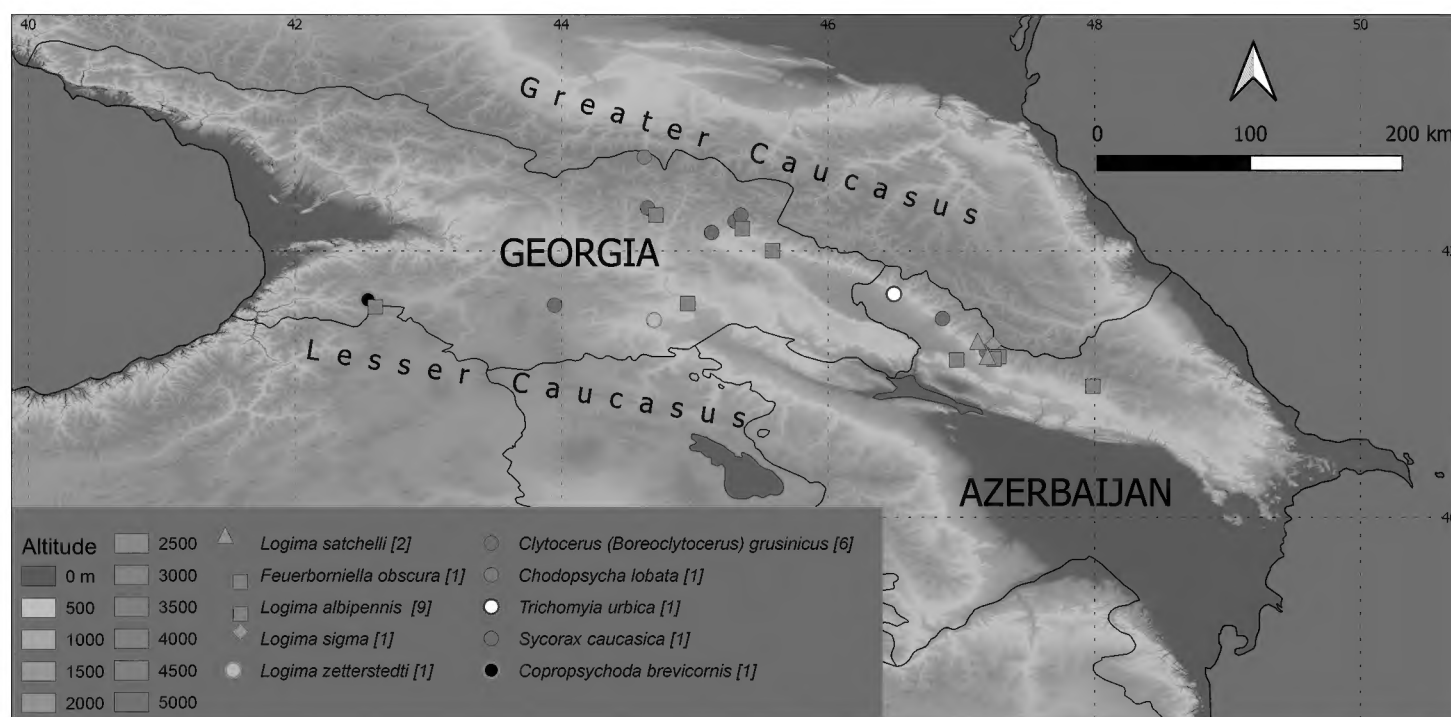 40 42 44 46 48 50
Greater Caucasus
0 100 200 km
GEORGIA
Lesser Caucasus
AZERBAIJAN
Altitude
0 m
500
1000
1500
2000
2500
3000
3500
4000
4500
5000
Logima satchelli [2]
Feuerborniella obscura [1]
Logima albipennis [9]
Logima sigma [1]
Logima zetterstedti [1]
Clytocerus (Boreoclytocerus) grusinicus [6]
Chodopsycha lobata [1]
Trichomyia urbica [1]
Sycorax caucasica [1]
Copropsychoda brevicornis [1]